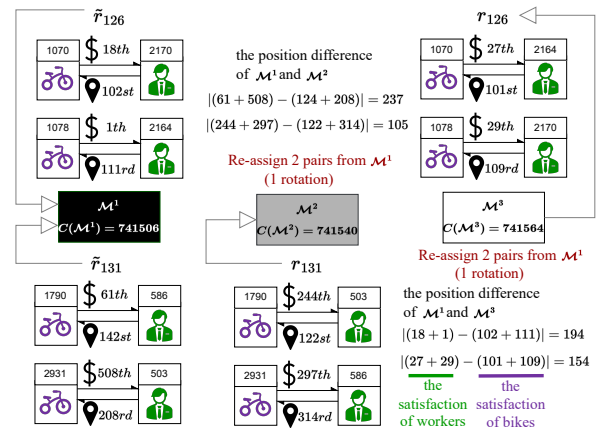 r̃₁₂₆
1070 $ 18th 2170
102st
1078 $ 1th 2164
111rd
the position difference
of 𝓜¹ and 𝓜²
|(61 + 508) − (124 + 208)| = 237
|(244 + 297) − (122 + 314)| = 105
Re-assign 2 pairs from 𝓜¹
(1 rotation)
r₁₂₆
1070 $ 27th 2164
101st
1078 $ 29th 2170
109rd
𝓜¹
C(𝓜¹) = 741506
𝓜²
C(𝓜²) = 741540
𝓜³
C(𝓜³) = 741564
Re-assign 2 pairs from 𝓜¹
(1 rotation)
r̃₁₃₁
1790 $ 61th 586
142st
2931 $ 508th 503
208rd
r₁₃₁
1790 $ 244th 503
122st
2931 $ 297th 586
314rd
the position difference
of 𝓜¹ and 𝓜³
|(18 + 1) − (102 + 111)| = 194
|(27 + 29) − (101 + 109)| = 154
the
satisfaction
of workers
the
satisfaction
of bikes